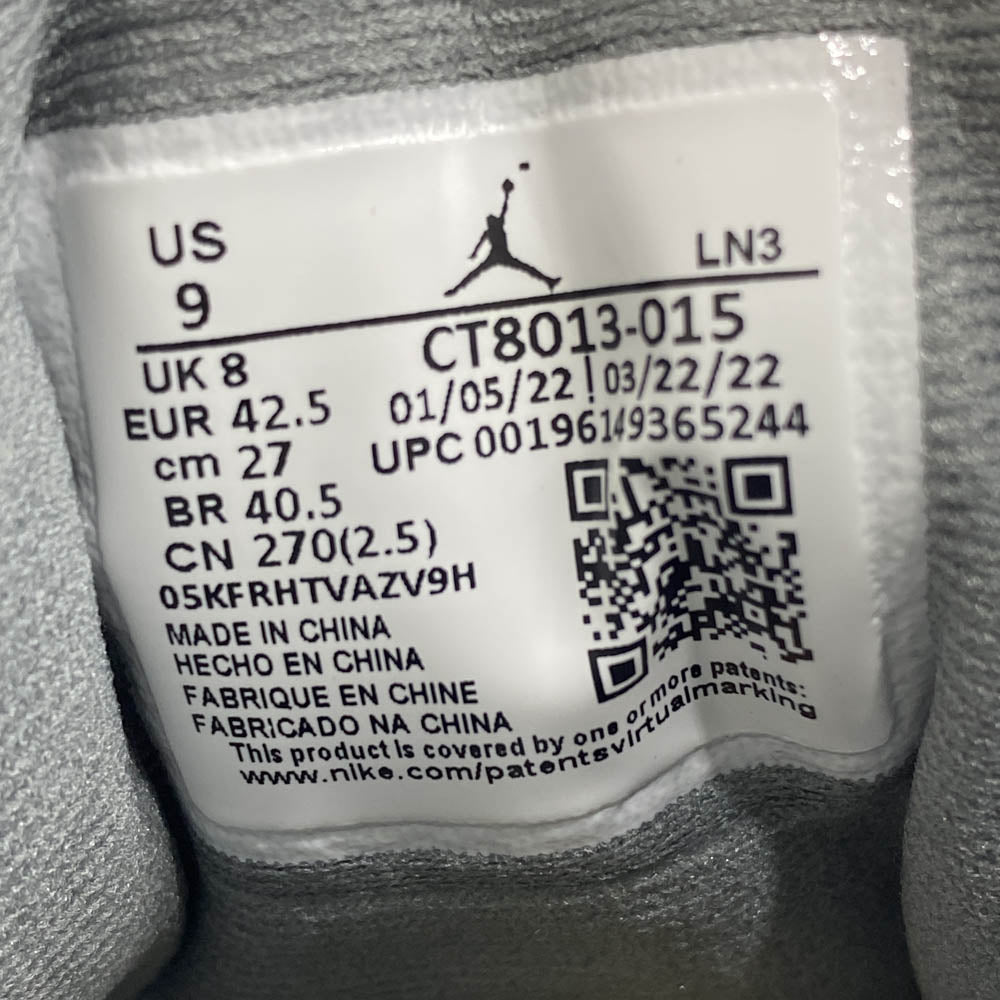 US
9
LN3
CT8013-015
UK 8
01/05/22 | 03/22/22
EUR 42.5
UPC 00196149365244
cm 27
BR 40.5
CN 270(2.5)
05KFRHTVAZV9H
MADE IN CHINA
HECHO EN CHINA
FABRIQUE EN CHINE
FABRICADO NA CHINA
This product is covered by one or more patents:
www.nike.com/patentsvirtualmarking